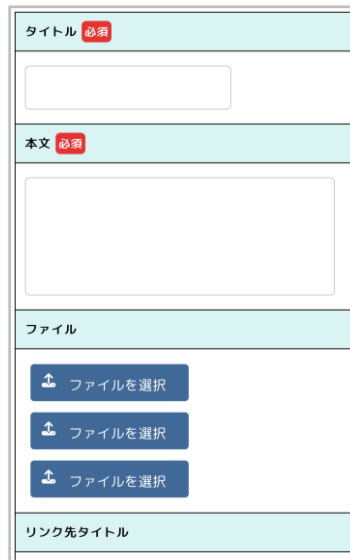 タイトル 必須
本文 必須
ファイル
ファイルを選択
ファイルを選択
ファイルを選択
リンク先タイトル